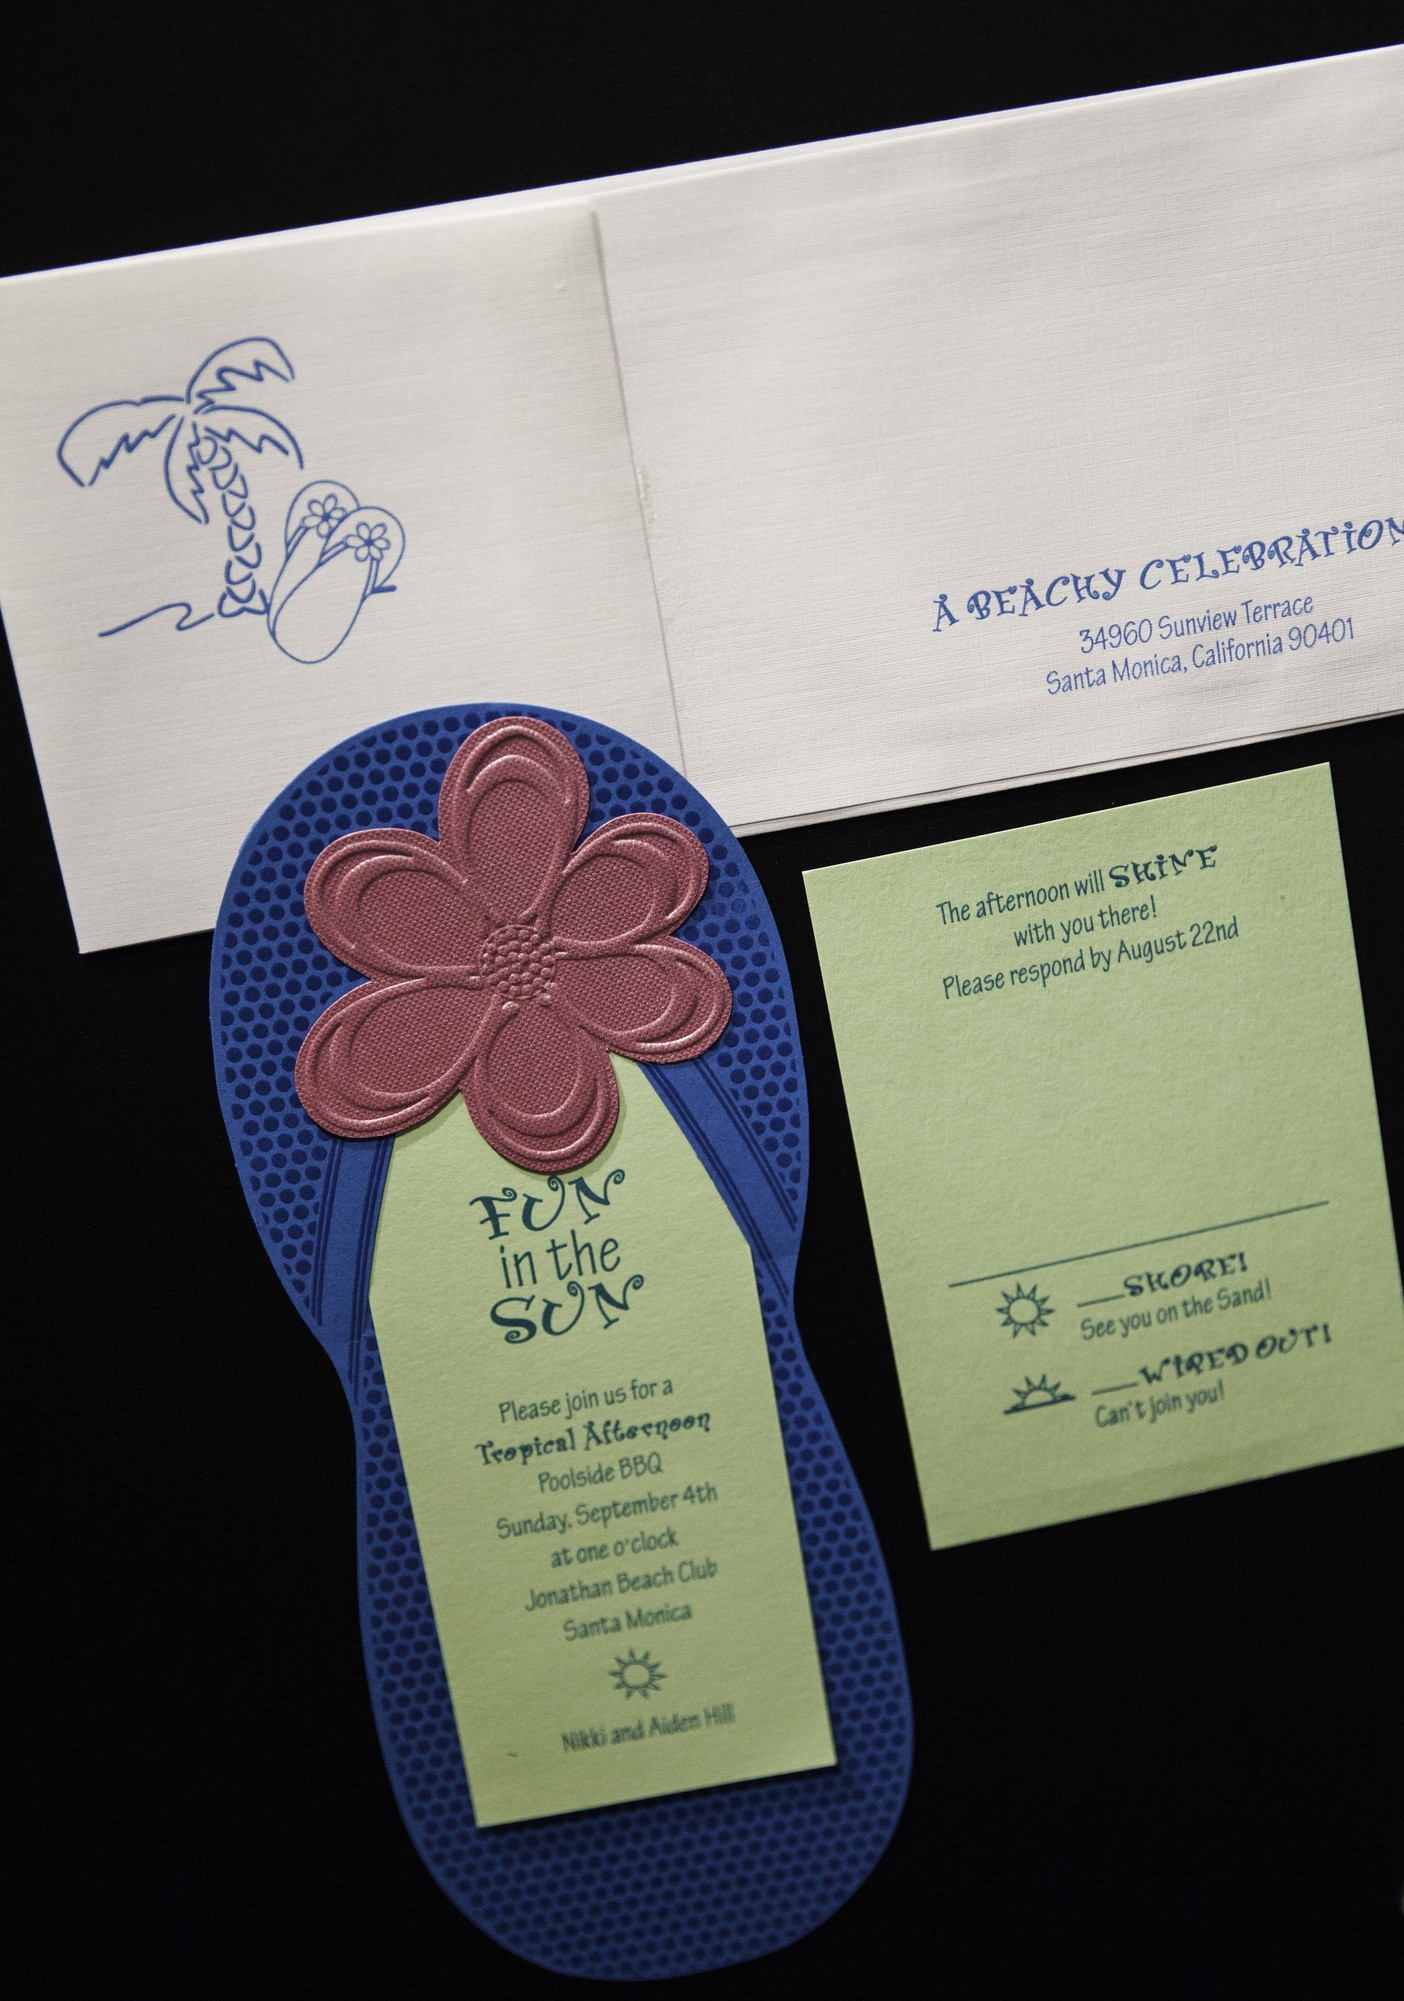 A BEACHY CELEBRATION
34960 Sunview Terrace
Santa Monica, California 90401
FUN
in the
SUN
Please join us for a
Tropical Afternoon
Poolside BBQ
Sunday, September 4th
at one o'clock
Jonathan Beach Club
Santa Monica
Nikki and Aiden Hill
The afternoon will SHINE
with you there!
Please respond by August 22nd
___SHORE!
See you on the Sand!
___WIPED OUT!
Can't join you!